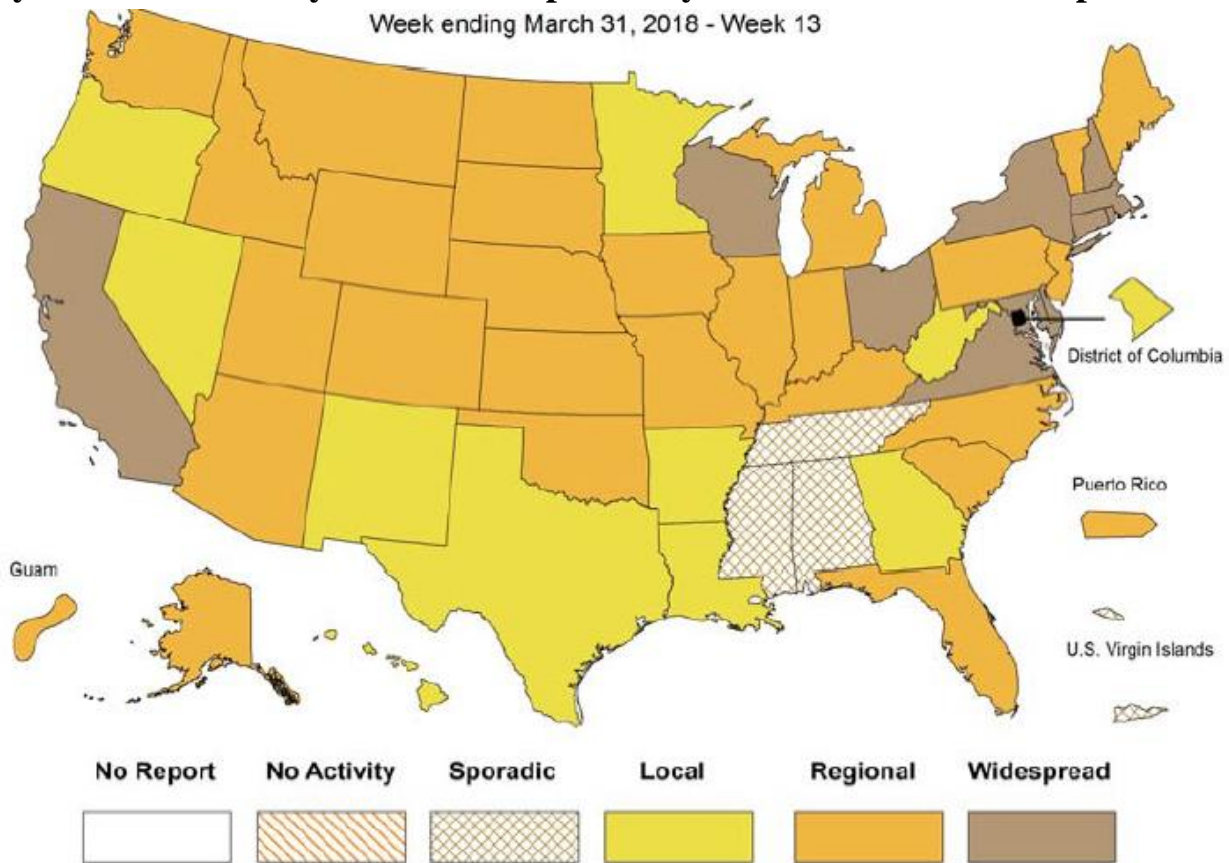 Week ending March 31, 2018 - Week 13
District of Columbia
Puerto Rico
Guam
U.S. Virgin Islands
No Report No Activity Sporadic Local Regional Widespread